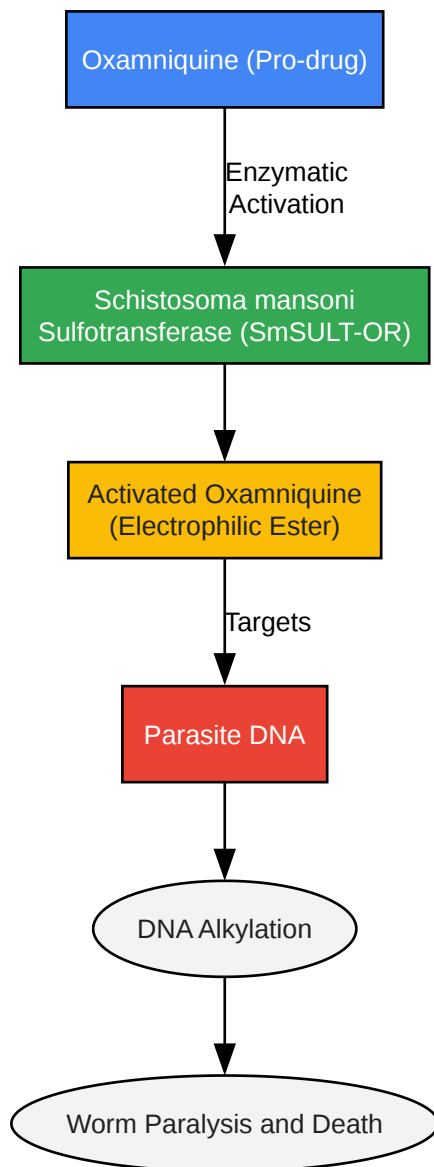 Oxamniquine (Pro-drug)
Enzymatic
Activation
Schistosoma mansoni
Sulfotransferase (SmSULT-OR)
Activated Oxamniquine
(Electrophilic Ester)
Targets
Parasite DNA
DNA Alkylation
Worm Paralysis and Death